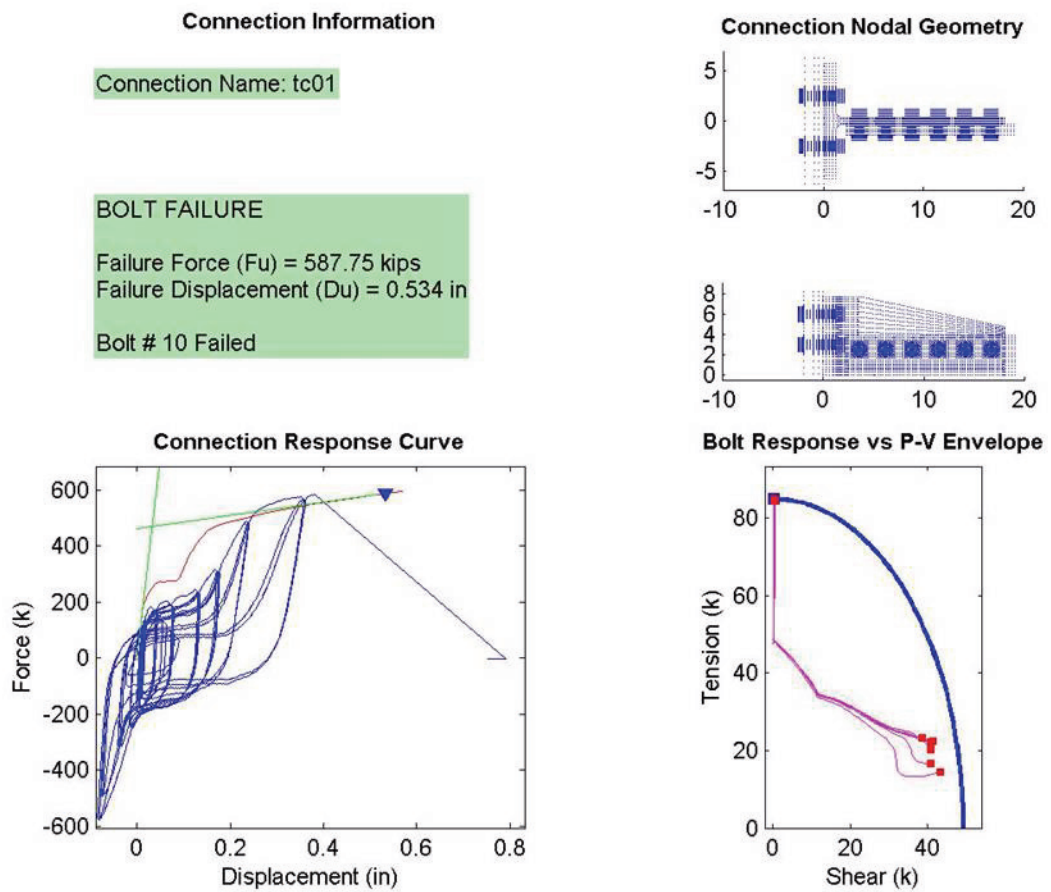 Connection Information
Connection Name: tc01
BOLT FAILURE
Failure Force (Fu) = 587.75 kips
Failure Displacement (Du) = 0.534 in
Bolt # 10 Failed
Connection Nodal Geometry
5
0
-5
-10 0 10 20
8
6
4
2
0
-10 0 10 20
Connection Response Curve
Force (k)
600
400
200
0
-200
-400
-600
0 0.2 0.4 0.6 0.8
Displacement (in)
Bolt Response vs P-V Envelope
Tension (k)
80
60
40
20
0
0 20 40
Shear (k)